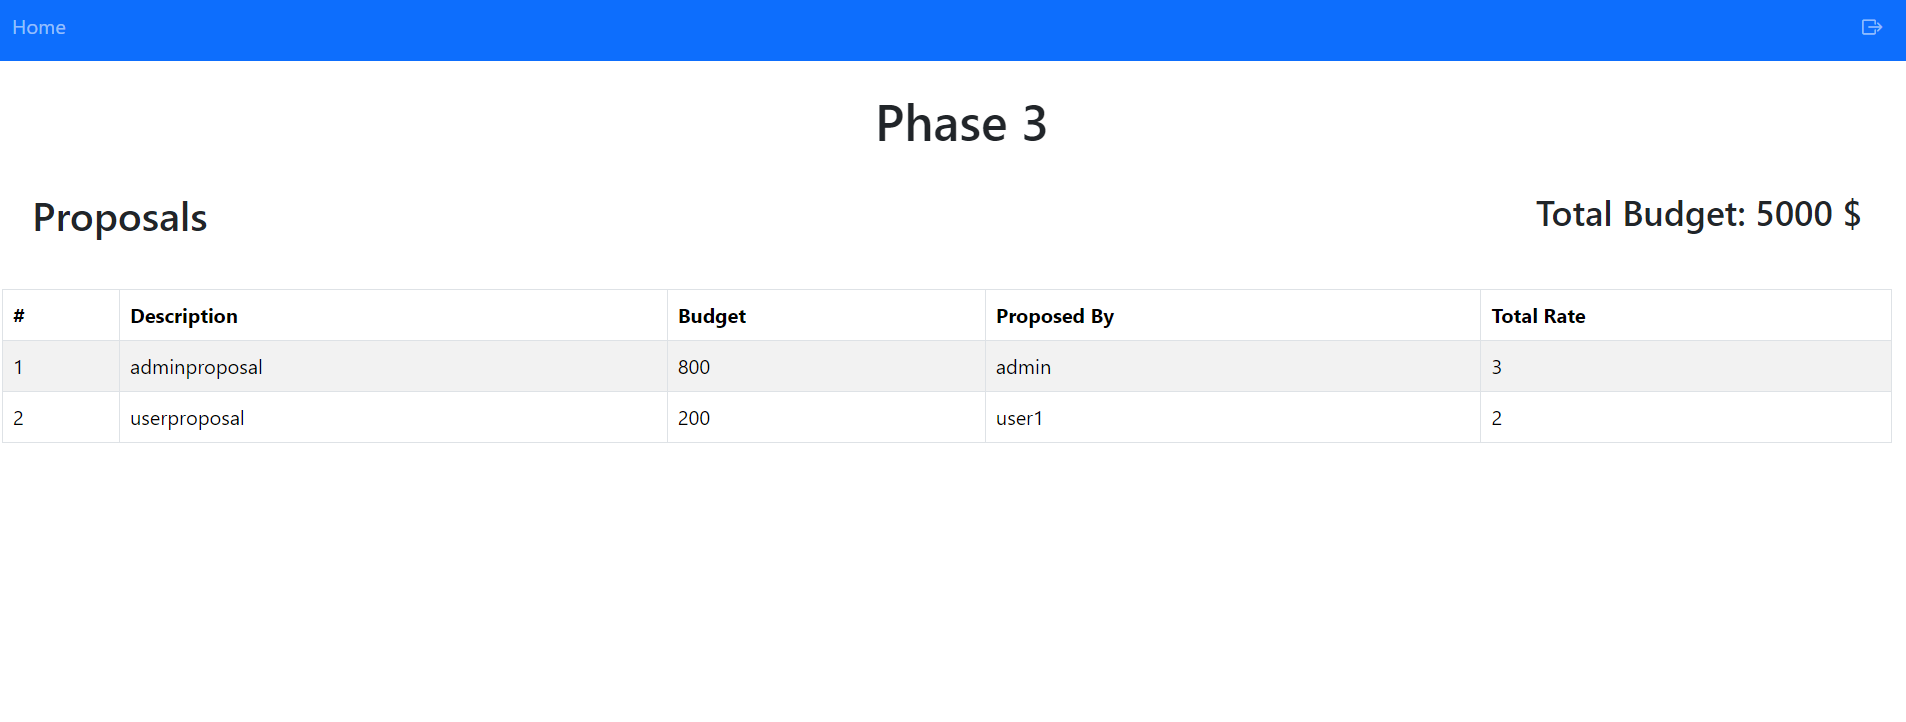 Home
Phase 3
Proposals
Total Budget: 5000 $
# Description Budget Proposed By Total Rate
1 adminproposal 800 admin 3
2 userproposal 200 user1 2